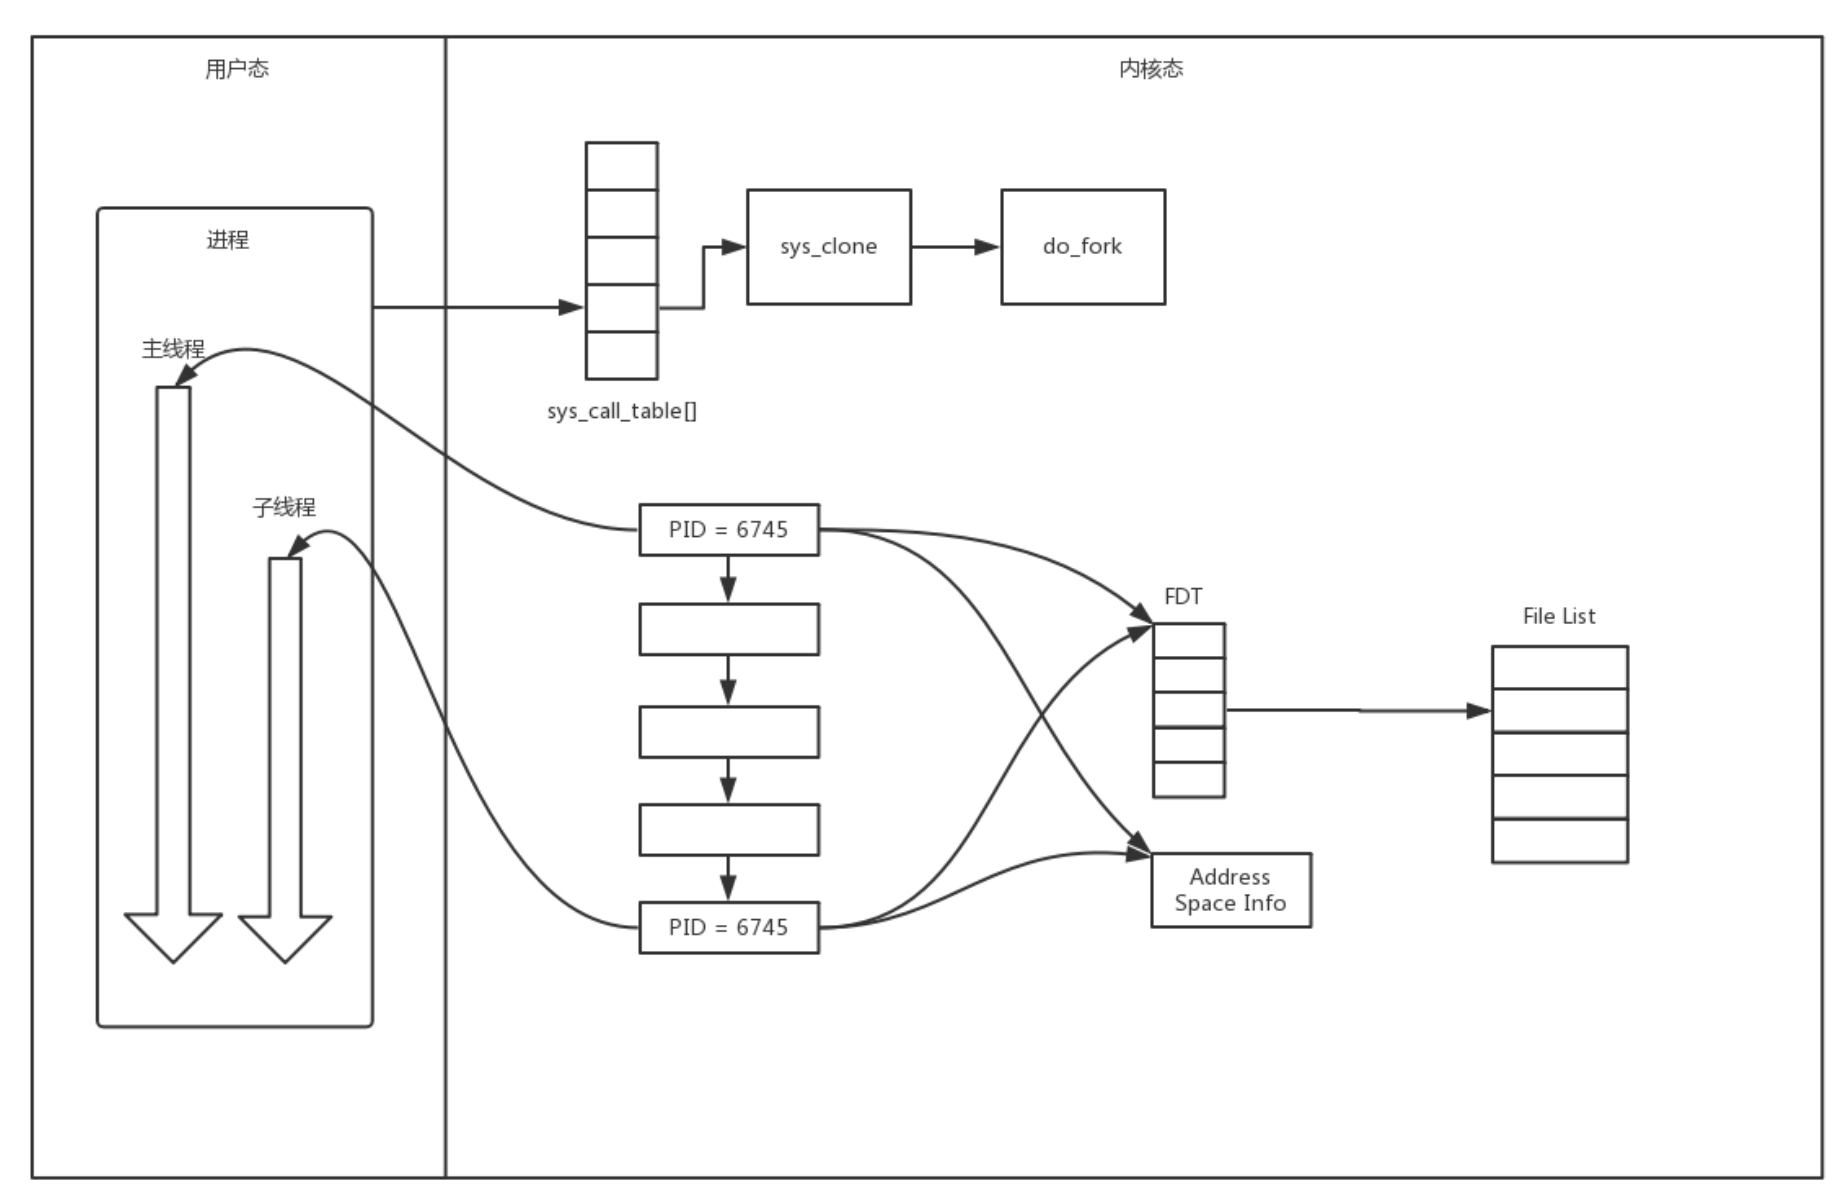 用户态
内核态
进程
sys_clone
do_fork
主线程
sys_call_table[]
子线程
PID = 6745
FDT
File List
Address
Space Info
PID = 6745